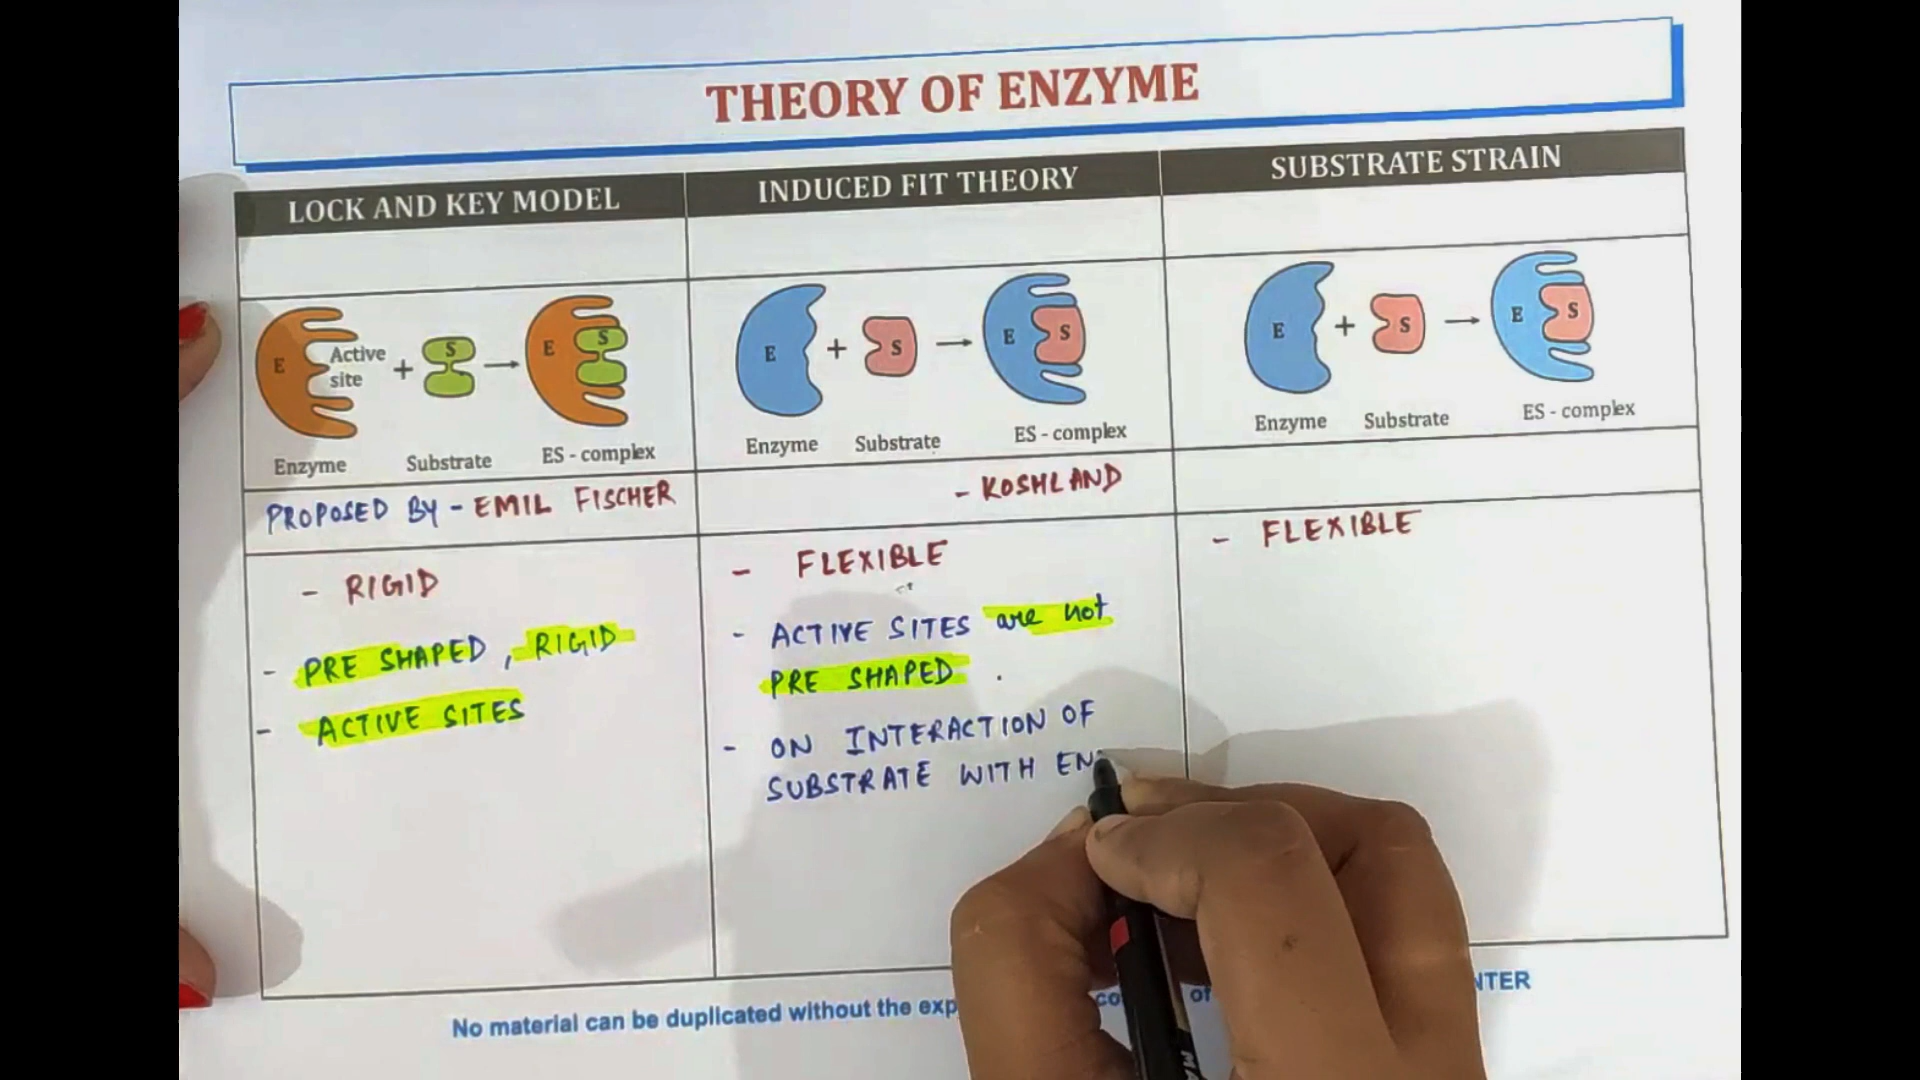 THEORY OF ENZYME
LOCK AND KEY MODEL
INDUCED FIT THEORY
SUBSTRATE STRAIN
E
Active
site
+
S
E
S
Enzyme
Substrate
ES - complex
E
+
S
E
S
Enzyme
Substrate
ES - complex
E
+
S
E
S
Enzyme
Substrate
ES - complex
PROPOSED BY - EMIL FISCHER
- KOSHLAND
- RIGID
- PRE SHAPED, RIGID
- ACTIVE SITES
- FLEXIBLE
- ACTIVE SITES are not
PRE SHAPED.
- ON INTERACTION OF
SUBSTRATE WITH EN
- FLEXIBLE
No material can be duplicated without the
of